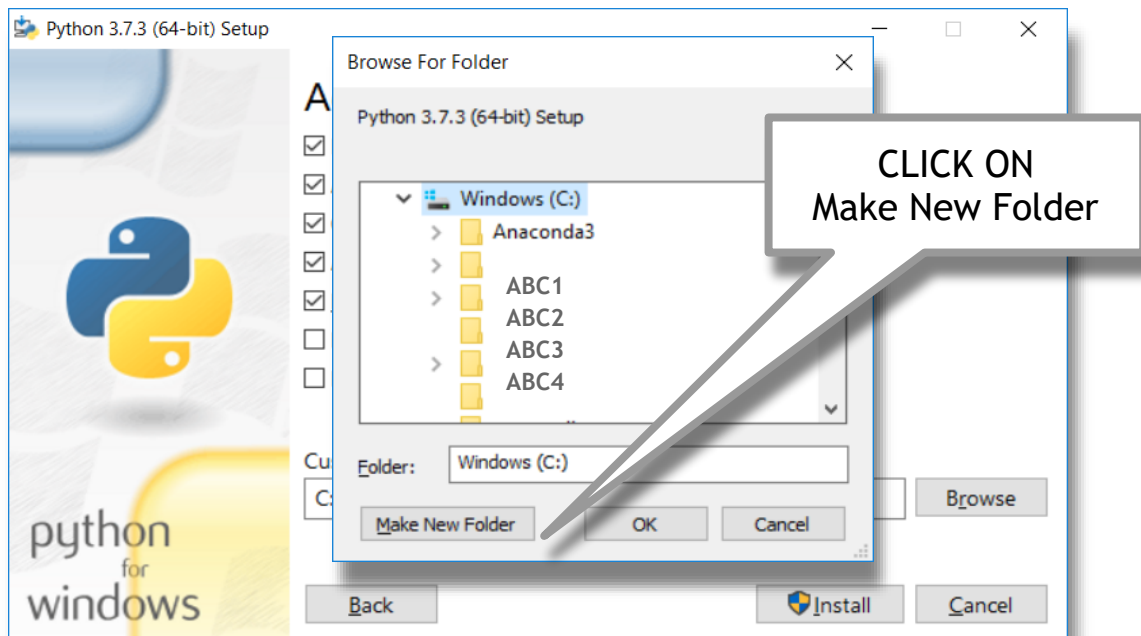 Python 3.7.3 (64-bit) Setup
Browse For Folder
Python 3.7.3 (64-bit) Setup
A
CLICK ON
Make New Folder
Windows (C:)
Anaconda3
ABC1
ABC2
ABC3
ABC4
Cu
Folder:
Windows (C:)
C:
Browse
Make New Folder
OK
Cancel
python
for
windows
Back
Install
Cancel